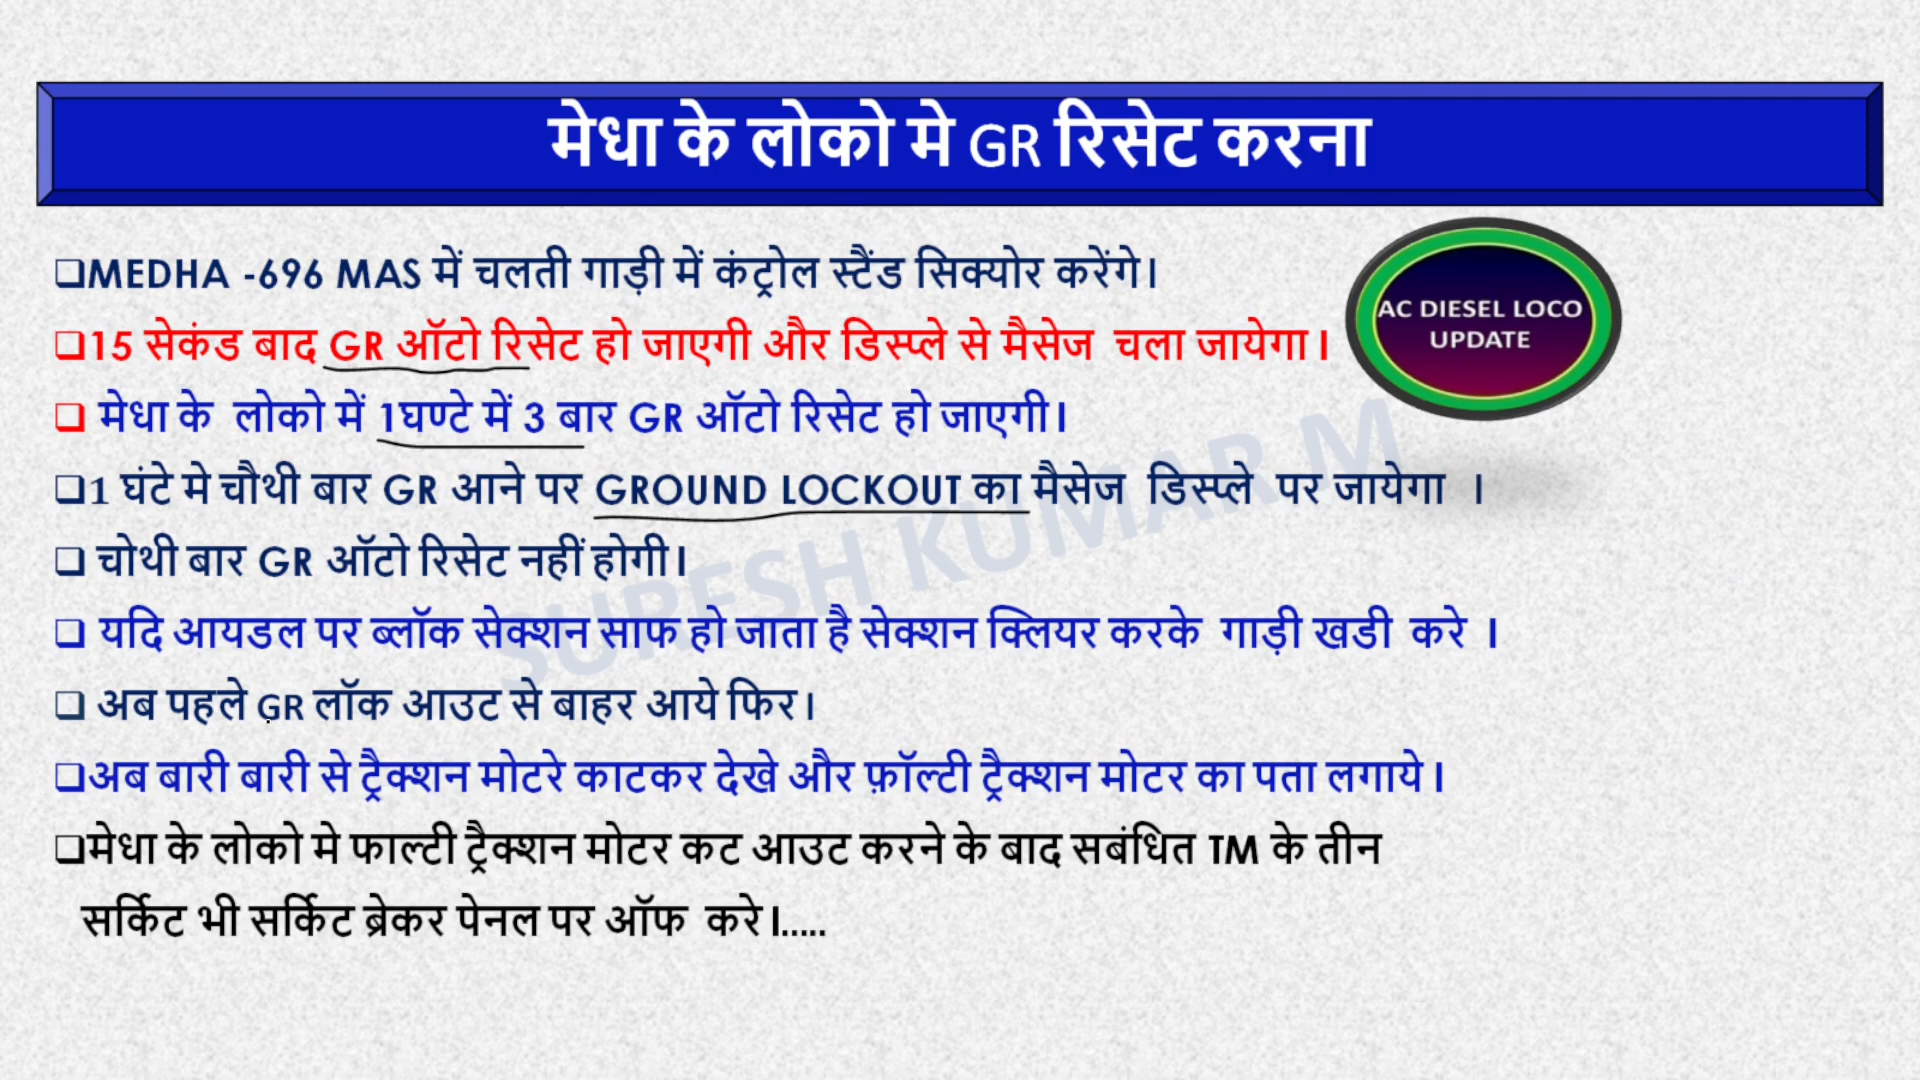 मेधा के लोको मे GR रिसेट करना
❑MEDHA -696 MAS में चलती गाड़ी में कंट्रोल स्टैंड सिक्योर करेंगे।
❑15 सेकंड बाद GR ऑटो रिसेट हो जाएगी और डिस्प्ले से मैसेज चला जायेगा।
❑ मेधा के लोको में 1घण्टे में 3 बार GR ऑटो रिसेट हो जाएगी।
❑1 घंटे मे चौथी बार GR आने पर GROUND LOCKOUT का मैसेज डिस्प्ले पर जायेगा ।
❑ चोथी बार GR ऑटो रिसेट नहीं होगी।
❑ यदि आयडल पर ब्लॉक सेक्शन साफ हो जाता है सेक्शन क्लियर करके गाड़ी खडी करे ।
❑ अब पहले GR लॉक आउट से बाहर आये फिर।
❑अब बारी बारी से ट्रैक्शन मोटरे काटकर देखे और फ़ॉल्टी ट्रैक्शन मोटर का पता लगाये।
❑मेधा के लोको मे फाल्टी ट्रैक्शन मोटर कट आउट करने के बाद सबंधित TM के तीन
सर्किट भी सर्किट ब्रेकर पेनल पर ऑफ करे।.....
AC DIESEL LOCO
UPDATE
SURESH KUMAR M